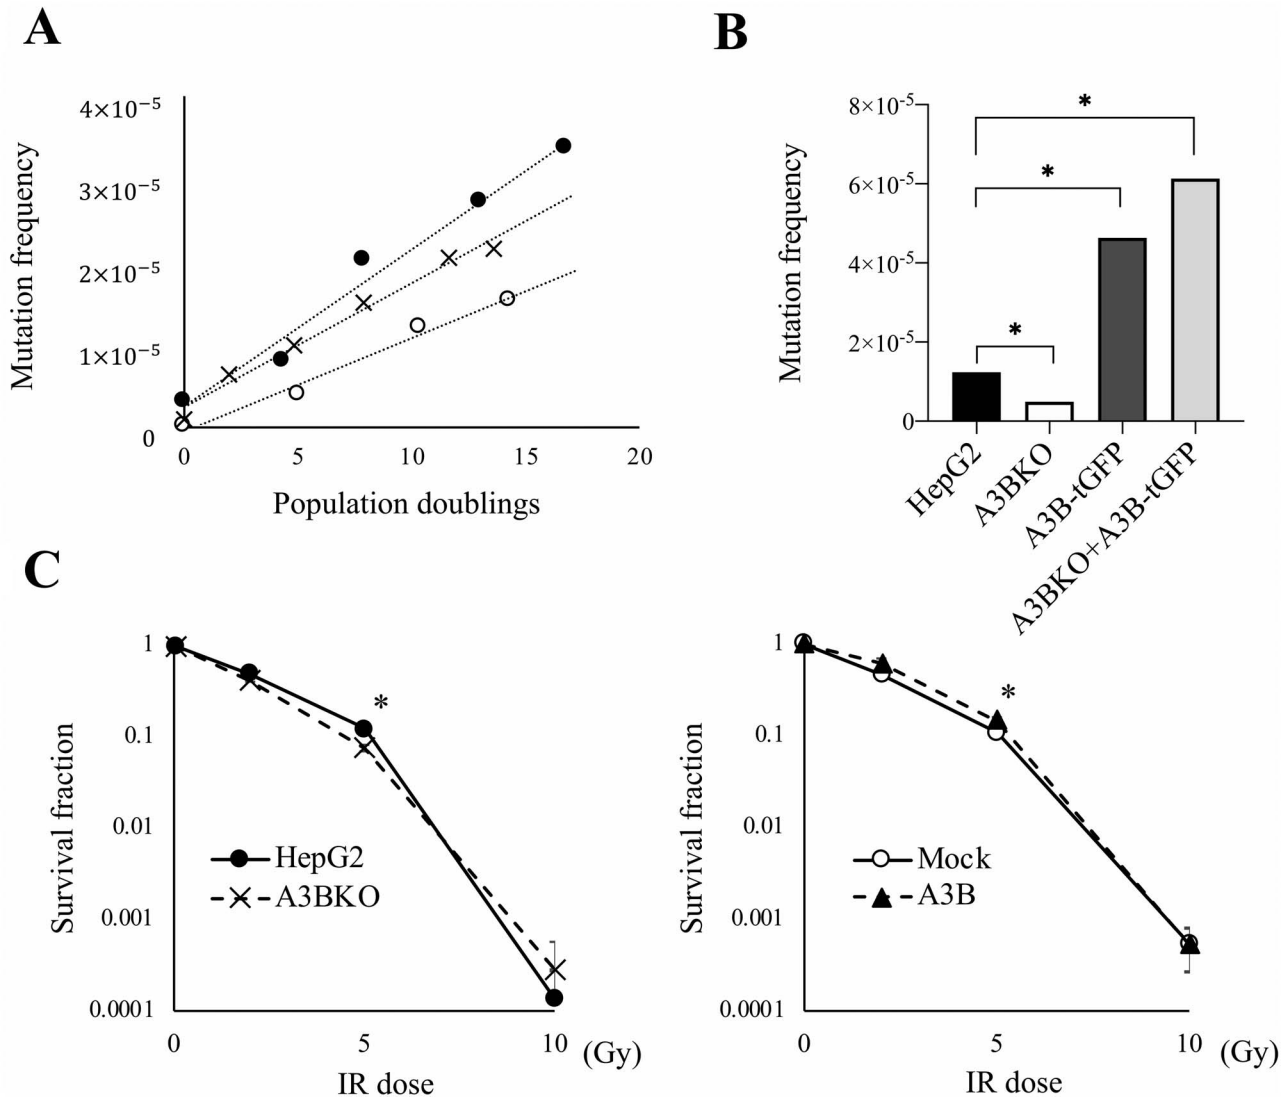 A
Mutation frequency
4×10⁻⁵
3×10⁻⁵
2×10⁻⁵
1×10⁻⁵
0
0 5 10 15 20
Population doublings
B
Mutation frequency
8×10⁻⁵
6×10⁻⁵
4×10⁻⁵
2×10⁻⁵
0
*
*
*
HepG2
A3BKO
A3B-tGFP
A3BKO+A3B-tGFP
C
Survival fraction
1
0.1
0.01
0.001
0.0001
*
HepG2
A3BKO
0 5 10 (Gy)
IR dose
Survival fraction
1
0.1
0.01
0.001
0.0001
*
Mock
A3B
0 5 10 (Gy)
IR dose